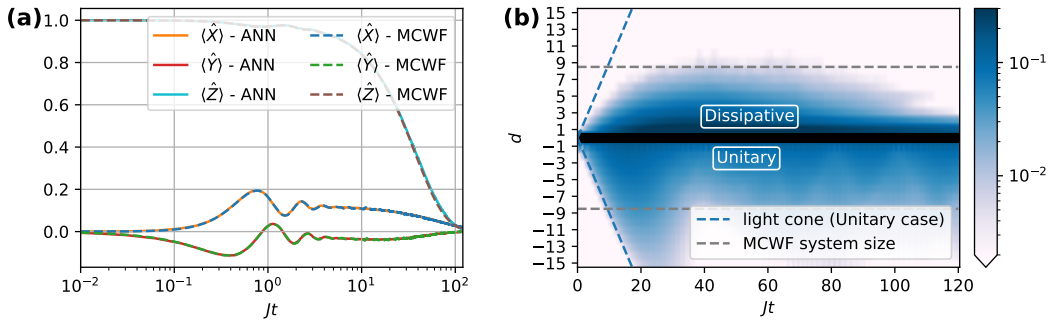 (a)
1.0
0.8
0.6
0.4
0.2
0.0
⟨X̂⟩ - ANN
⟨Ŷ⟩ - ANN
⟨Ẑ⟩ - ANN
⟨X̂⟩ - MCWF
⟨Ŷ⟩ - MCWF
⟨Ẑ⟩ - MCWF
10⁻² 10⁻¹ 10⁰ 10¹ 10²
Jt
(b)
d
15
13
11
9
7
5
3
1
-1
-3
-5
-7
-9
-11
-13
-15
Dissipative
Unitary
light cone (Unitary case)
MCWF system size
0 20 40 60 80 100 120
Jt
10⁻¹
10⁻²